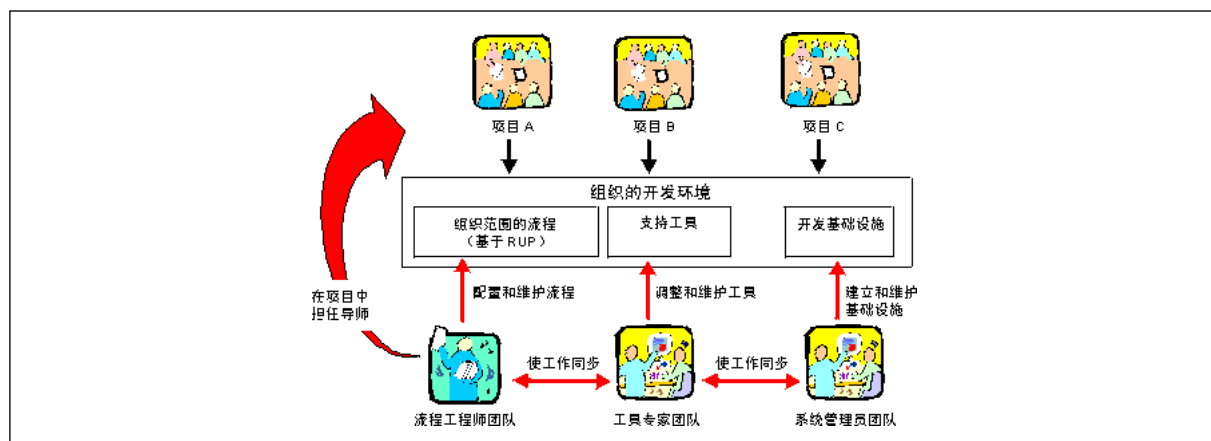 项目 A
项目 B
项目 C
组织的开发环境
组织范围的流程
(基于 RUP)
支持工具
开发基础设施
在项目中
担任导师
配置和维护流程
调整和维护工具
建立和维护
基础设施
使工作同步
使工作同步
流程工程师团队
工具专家团队
系统管理员团队